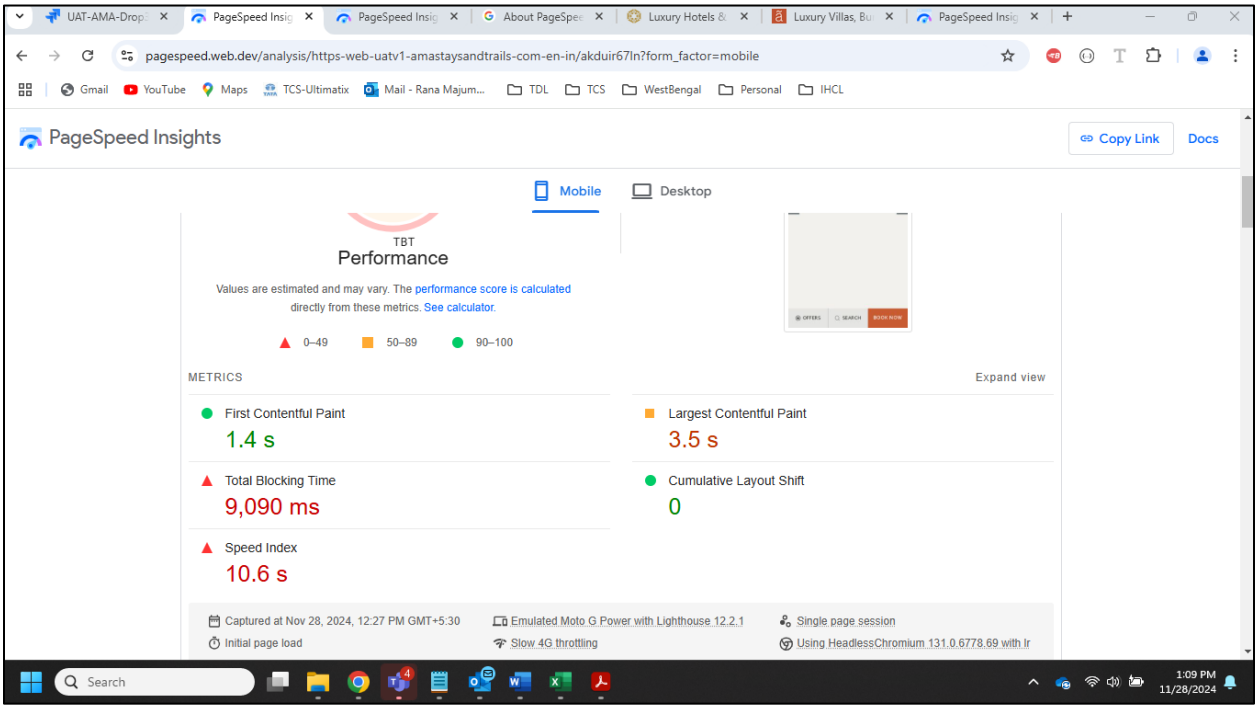 UAT-AMA-Drop3
PageSpeed Insig
PageSpeed Insig
About PageSpee
Luxury Hotels &
Luxury Villas, Bu
PageSpeed Insig
pagespeed.web.dev/analysis/https-web-uatv1-amastaysandtrails-com-en-in/akduir67ln?form_factor=mobile
Gmail
YouTube
Maps
TCS-Ultimatix
Mail - Rana Majum...
TDL
TCS
WestBengal
Personal
IHCL
PageSpeed Insights
Copy Link
Docs
Mobile
Desktop
TBT
Performance
Values are estimated and may vary. The performance score is calculated
directly from these metrics. See calculator.
0–49
50–89
90–100
OFFERS
SEARCH
BOOK NOW
METRICS
Expand view
First Contentful Paint
1.4 s
Largest Contentful Paint
3.5 s
Total Blocking Time
9,090 ms
Cumulative Layout Shift
0
Speed Index
10.6 s
Captured at Nov 28, 2024, 12:27 PM GMT+5:30
Emulated Moto G Power with Lighthouse 12.2.1
Single page session
Initial page load
Slow 4G throttling
Using HeadlessChromium 131.0.6778.69 with lr
Search
4
1:09 PM
11/28/2024